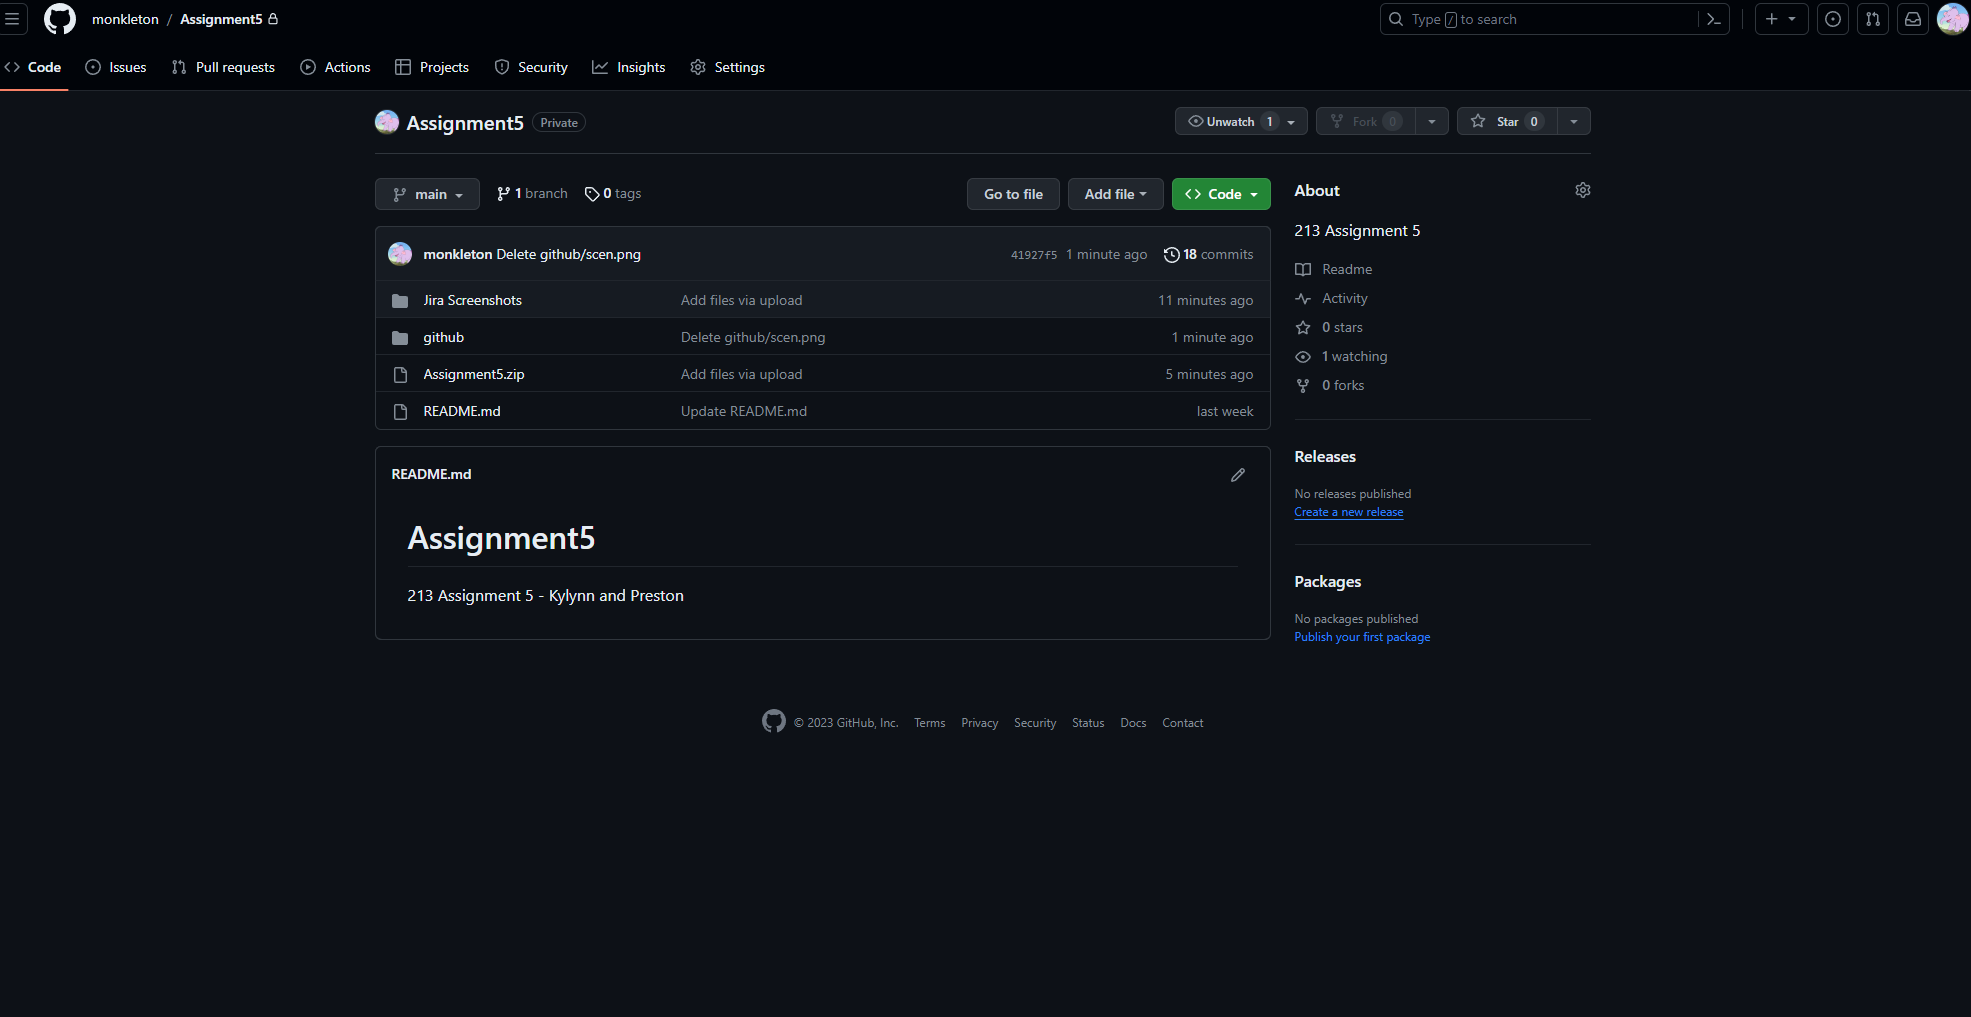 monkleton / Assignment5
Type / to search
Code Issues Pull requests Actions Projects Security Insights Settings
Assignment5 Private
Unwatch 1 Fork 0 Star 0
main 1 branch 0 tags Go to file Add file Code
monkleton Delete github/scen.png 41927f5 1 minute ago 18 commits
Jira Screenshots Add files via upload 11 minutes ago
github Delete github/scen.png 1 minute ago
Assignment5.zip Add files via upload 5 minutes ago
README.md Update README.md last week
README.md
Assignment5
213 Assignment 5 - Kylynn and Preston
About
213 Assignment 5
Readme
Activity
0 stars
1 watching
0 forks
Releases
No releases published
Create a new release
Packages
No packages published
Publish your first package
© 2023 GitHub, Inc. Terms Privacy Security Status Docs Contact